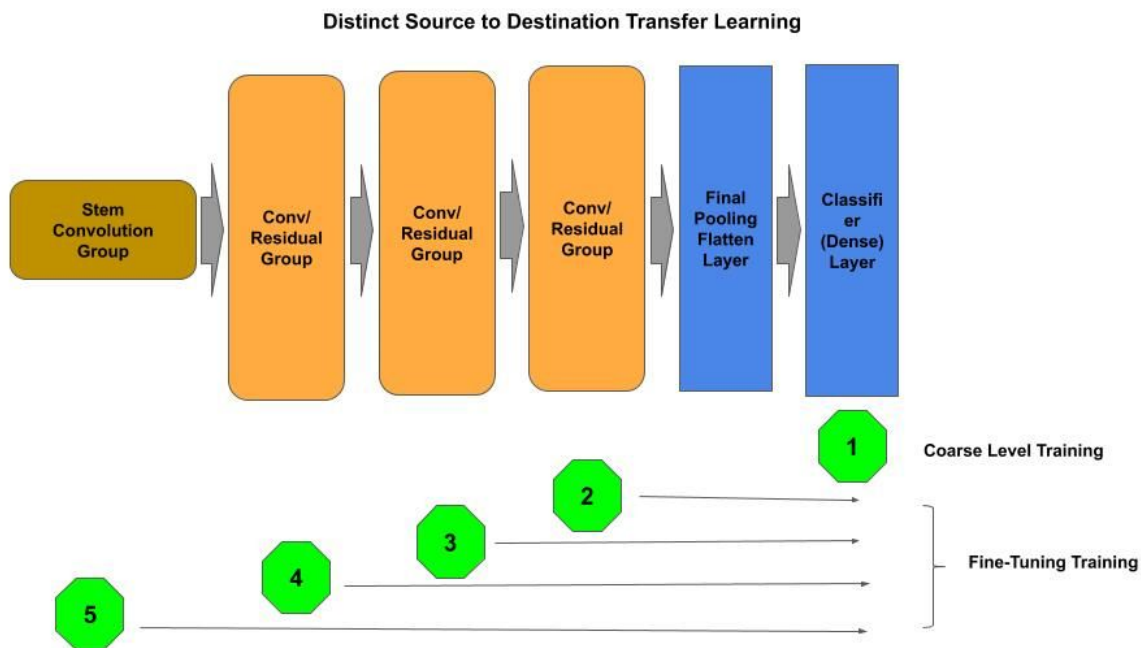 Distinct Source to Destination Transfer Learning
Stem
Convolution
Group
Conv/
Residual
Group
Conv/
Residual
Group
Conv/
Residual
Group
Final
Pooling
Flatten
Layer
Classifi
er
(Dense)
Layer
1
Coarse Level Training
2
3
Fine-Tuning Training
4
5